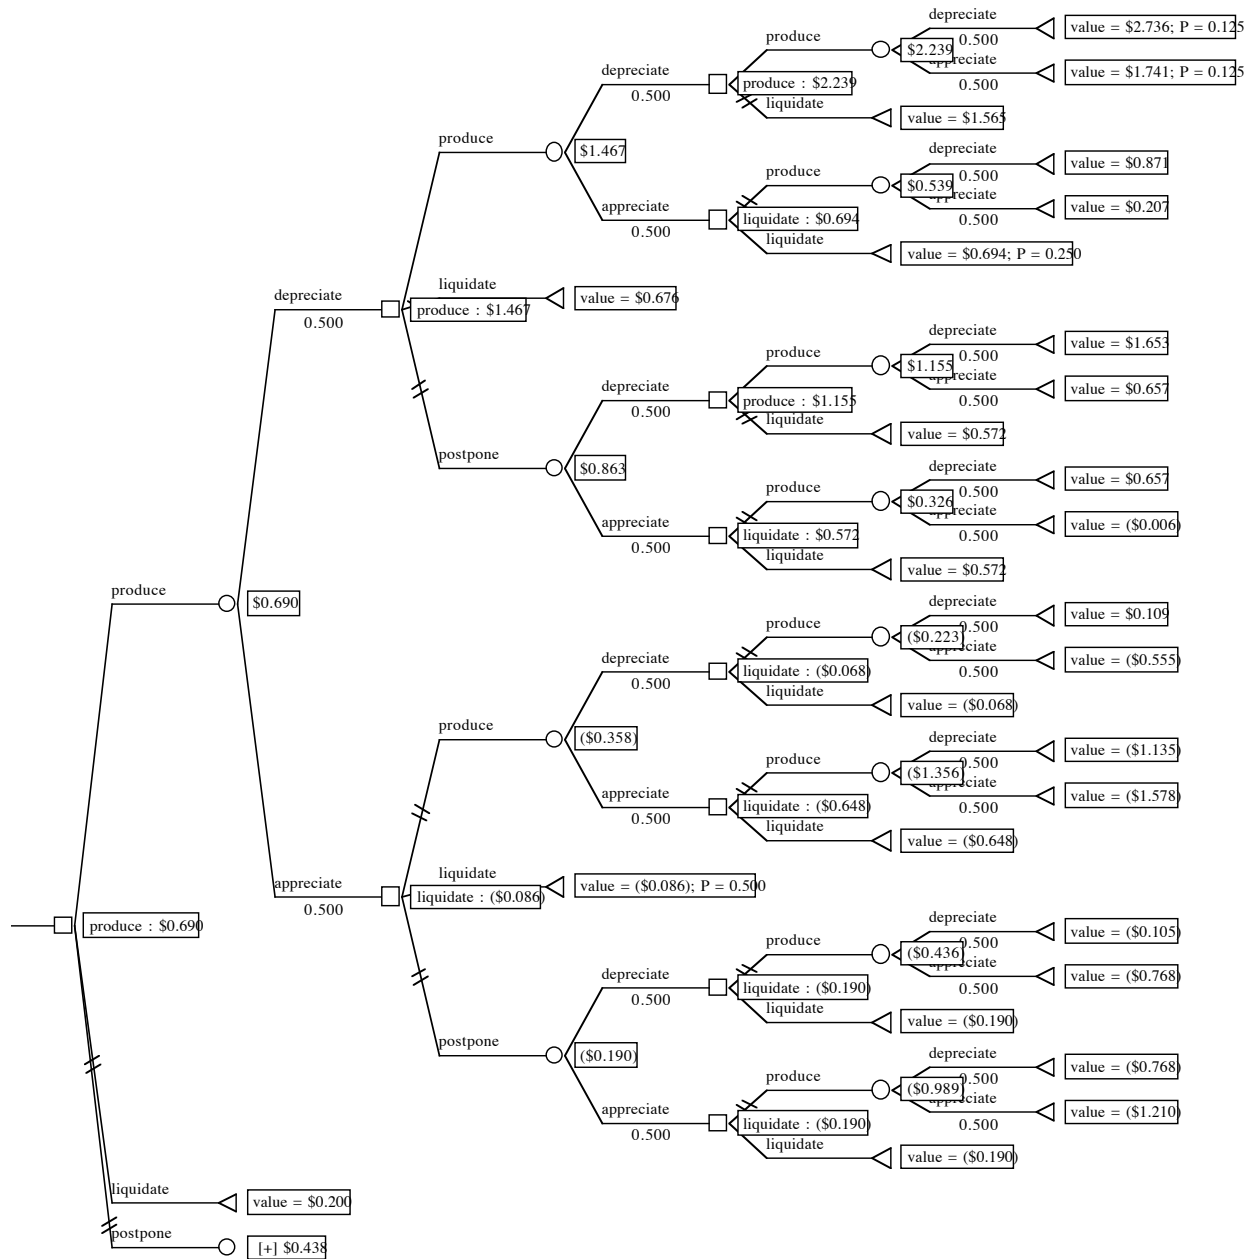 depreciate
0.500
value = $2.736; P = 0.125
produce
$2.239
appreciate
0.500
value = $1.741; P = 0.125
depreciate
0.500
produce : $2.239
liquidate
value = $1.565
produce
$1.467
depreciate
0.500
value = $0.871
produce
$0.539
appreciate
0.500
value = $0.207
appreciate
0.500
liquidate : $0.694
liquidate
value = $0.694; P = 0.250
depreciate
0.500
produce : $1.467
liquidate
value = $0.676
depreciate
0.500
value = $1.653
produce
$1.155
appreciate
0.500
value = $0.657
depreciate
0.500
produce : $1.155
liquidate
value = $0.572
postpone
$0.863
depreciate
0.500
value = $0.657
produce
$0.326
appreciate
0.500
value = ($0.006)
appreciate
0.500
liquidate : $0.572
liquidate
value = $0.572
produce
$0.690
depreciate
0.500
value = $0.109
produce
($0.223)
appreciate
0.500
value = ($0.555)
depreciate
0.500
liquidate : ($0.068)
liquidate
value = ($0.068)
produce
($0.358)
depreciate
0.500
value = ($1.135)
produce
($1.356)
appreciate
0.500
value = ($1.578)
appreciate
0.500
liquidate : ($0.648)
liquidate
value = ($0.648)
appreciate
0.500
liquidate : ($0.086)
liquidate
value = ($0.086); P = 0.500
produce : $0.690
depreciate
0.500
value = ($0.105)
produce
($0.436)
appreciate
0.500
value = ($0.768)
depreciate
0.500
liquidate : ($0.190)
liquidate
value = ($0.190)
postpone
($0.190)
depreciate
0.500
value = ($0.768)
produce
($0.989)
appreciate
0.500
value = ($1.210)
appreciate
0.500
liquidate : ($0.190)
liquidate
value = ($0.190)
liquidate
value = $0.200
postpone
[+] $0.438